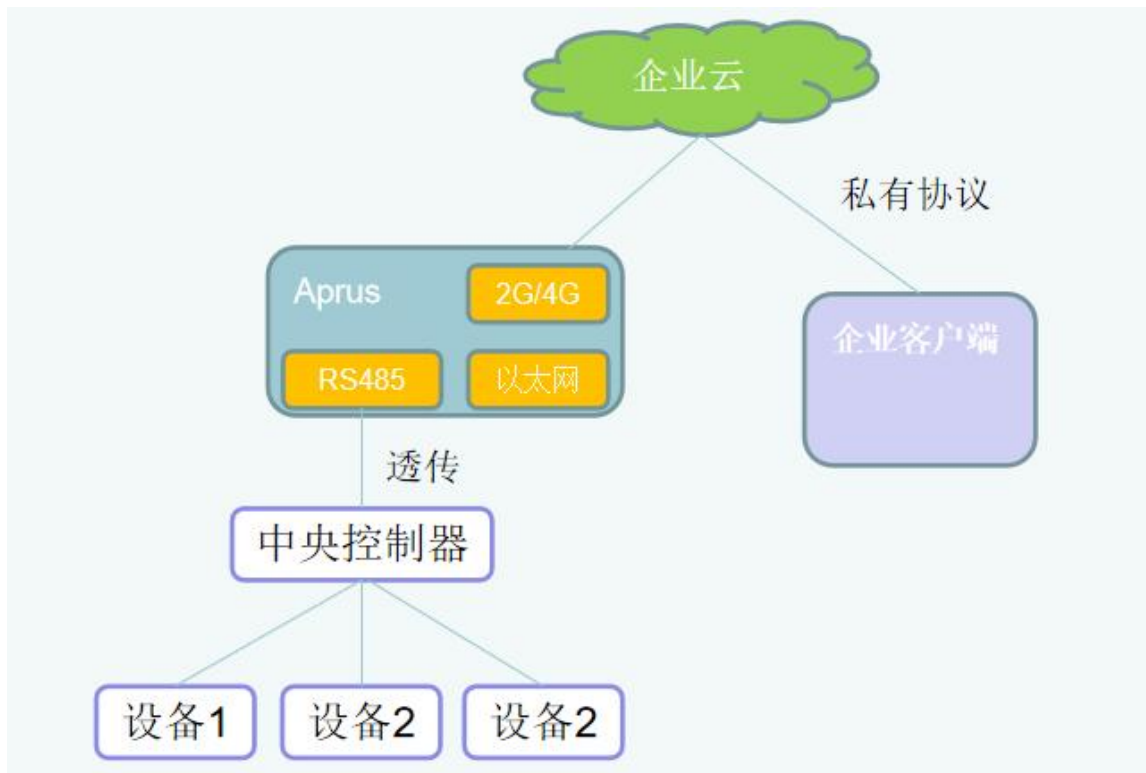 企业云
私有协议
Aprus
2G/4G
企业客户端
RS485
以太网
透传
中央控制器
设备1
设备2
设备2